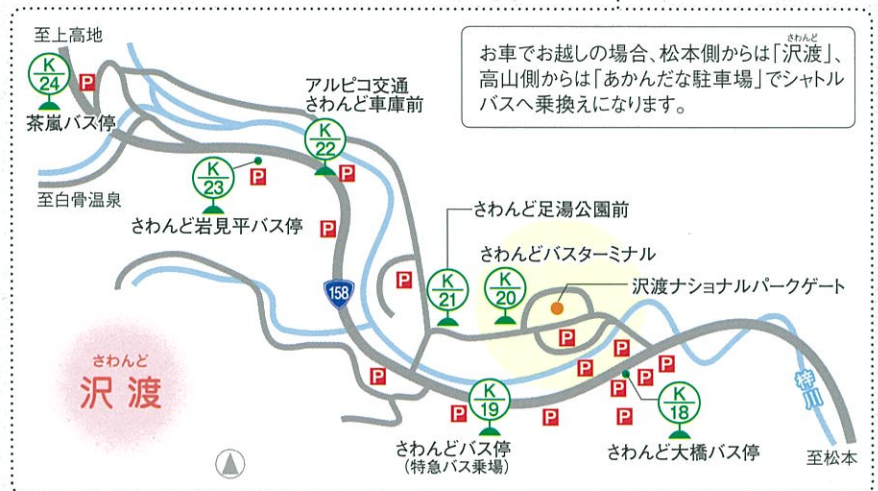 至上高地
K
24
P
茶嵐バス停
至白骨温泉
アルピコ交通
さわんど車庫前
K
22
P
K
23
P
さわんど岩見平バス停
P
158
P
お車でお越しの場合、松本側からは「沢渡」、
さわんど
高山側からは「あかんだな駐車場」でシャトル
バスへ乗換えになります。
さわんど足湯公園前
K
21
さわんどバスターミナル
K
20
沢渡ナショナルパークゲート
P
P
P
P
P
P
P
P
P
P
K
19
さわんどバス停
(特急バス乗場)
K
18
さわんど大橋バス停
梓川
至松本
さわんど
沢渡